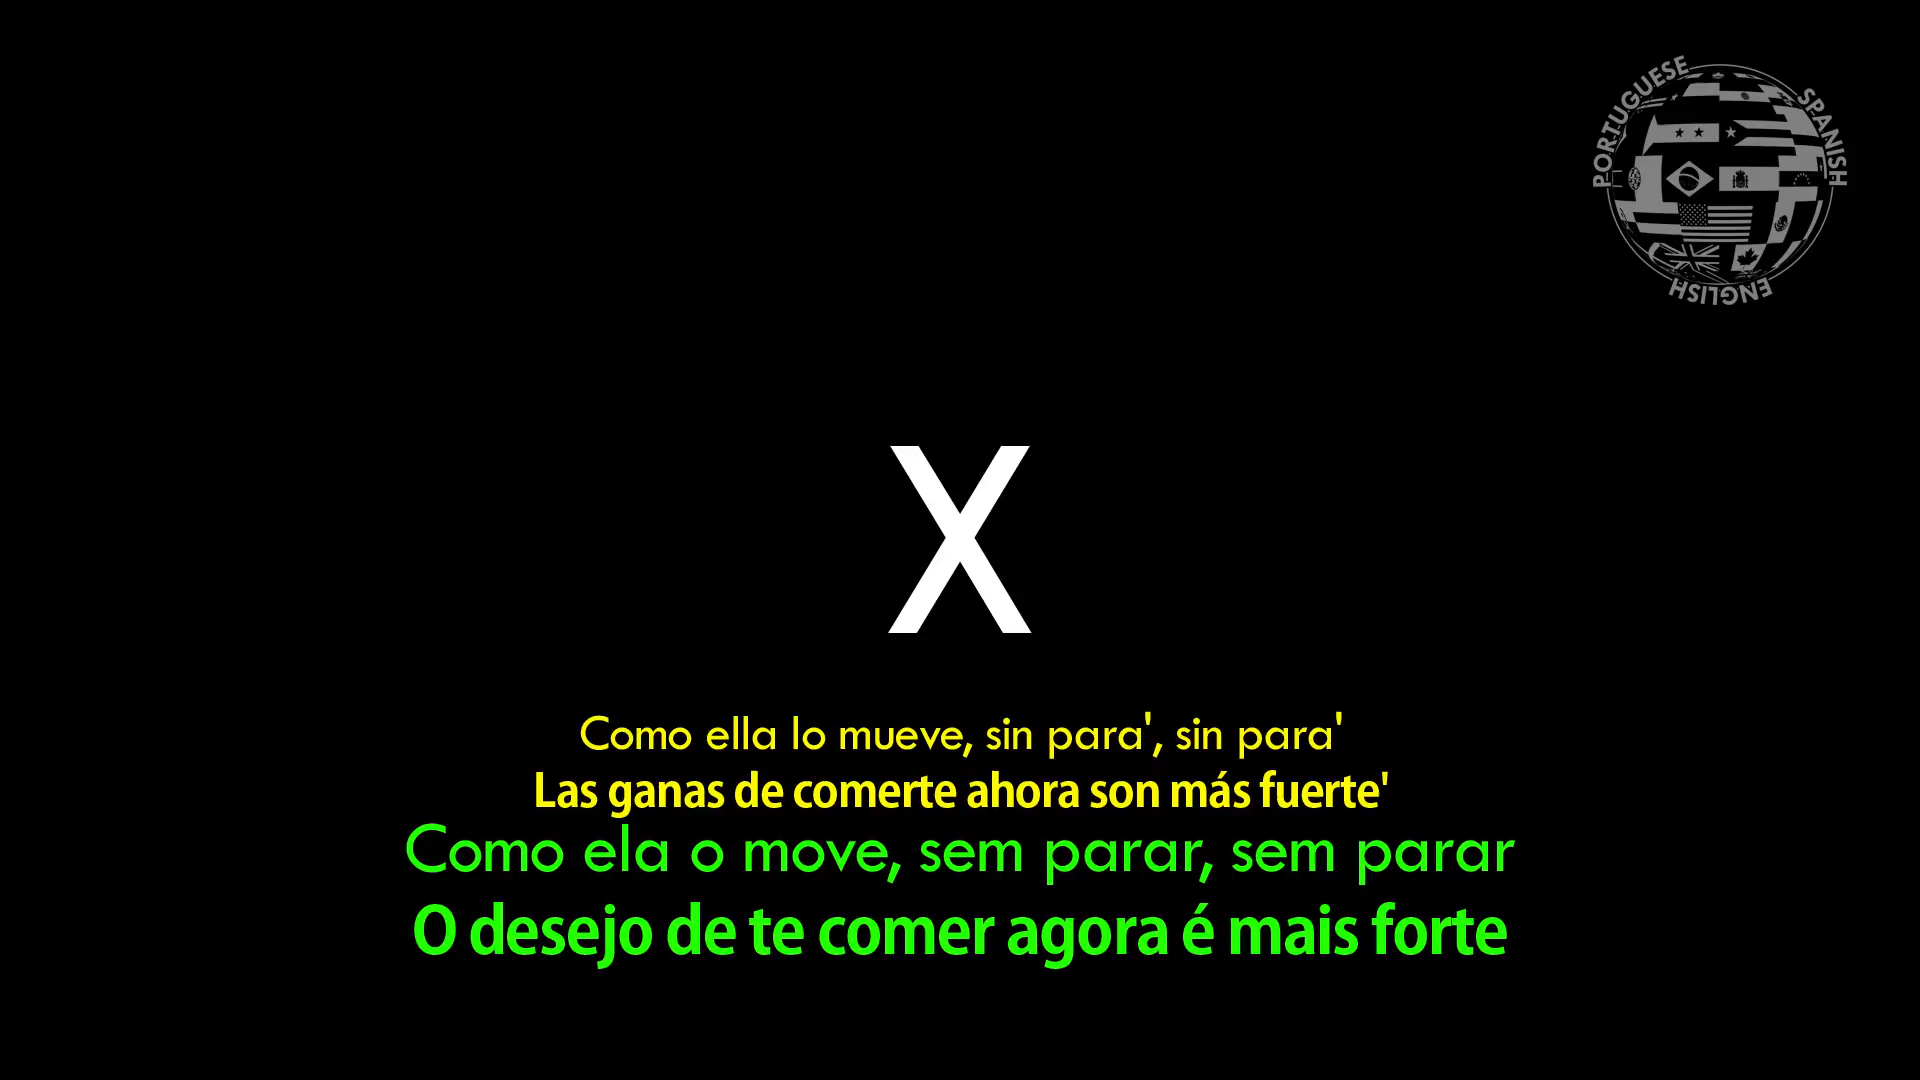 PORTUGUESE
SPANISH
ENGLISH
X
Como ella lo mueve, sin para', sin para'
Las ganas de comerte ahora son más fuerte'
Como ela o move, sem parar, sem parar
O desejo de te comer agora é mais forte